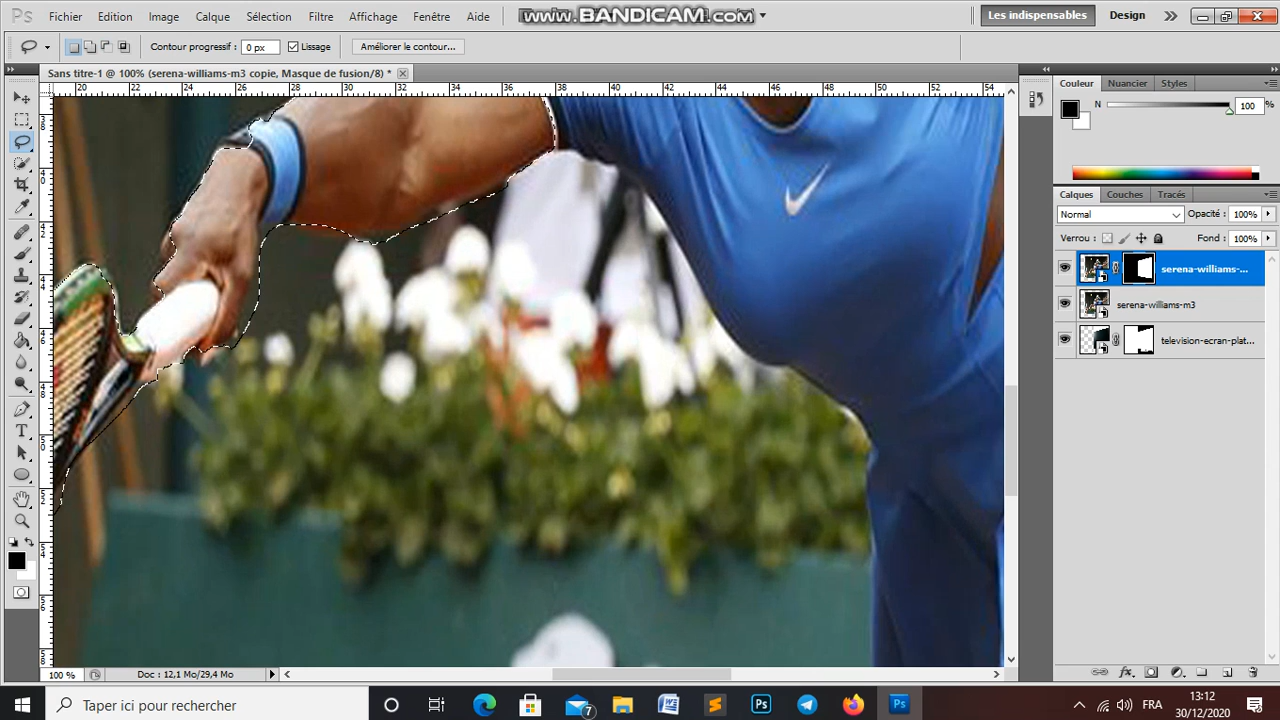 Ps Fichier Edition Image Calque Sélection Filtre Affichage Fenêtre Aide www.BANDICAM.com Les indispensables Design
Contour progressif : 0 px Lissage Améliorer le contour...
Sans titre-1 @ 100% (serena-williams-m3 copie, Masque de fusion/8) *
20 22 24 26 28 30 32 34 36 38 40 42 44 46 48 50 52 54
Couleur Nuancier Styles
N 100 %
Calques Couches Tracés
Normal Opacité : 100%
Verrou : Fond : 100%
serena-williams-...
serena-williams-m3
television-ecran-plat...
fx
100 % Doc : 12,1 Mo/29,4 Mo
Taper ici pour rechercher
7
Ps
Ps
FRA
13:12
30/12/2020